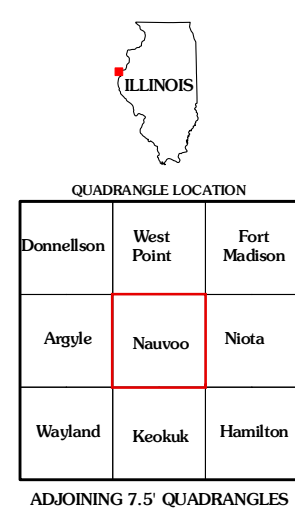 ILLINOIS
QUADRANGLE LOCATION
Donnellson
West
Point
Fort
Madison
Argyle
Nauvoo
Niota
Wayland
Keokuk
Hamilton
ADJOINING 7.5' QUADRANGLES